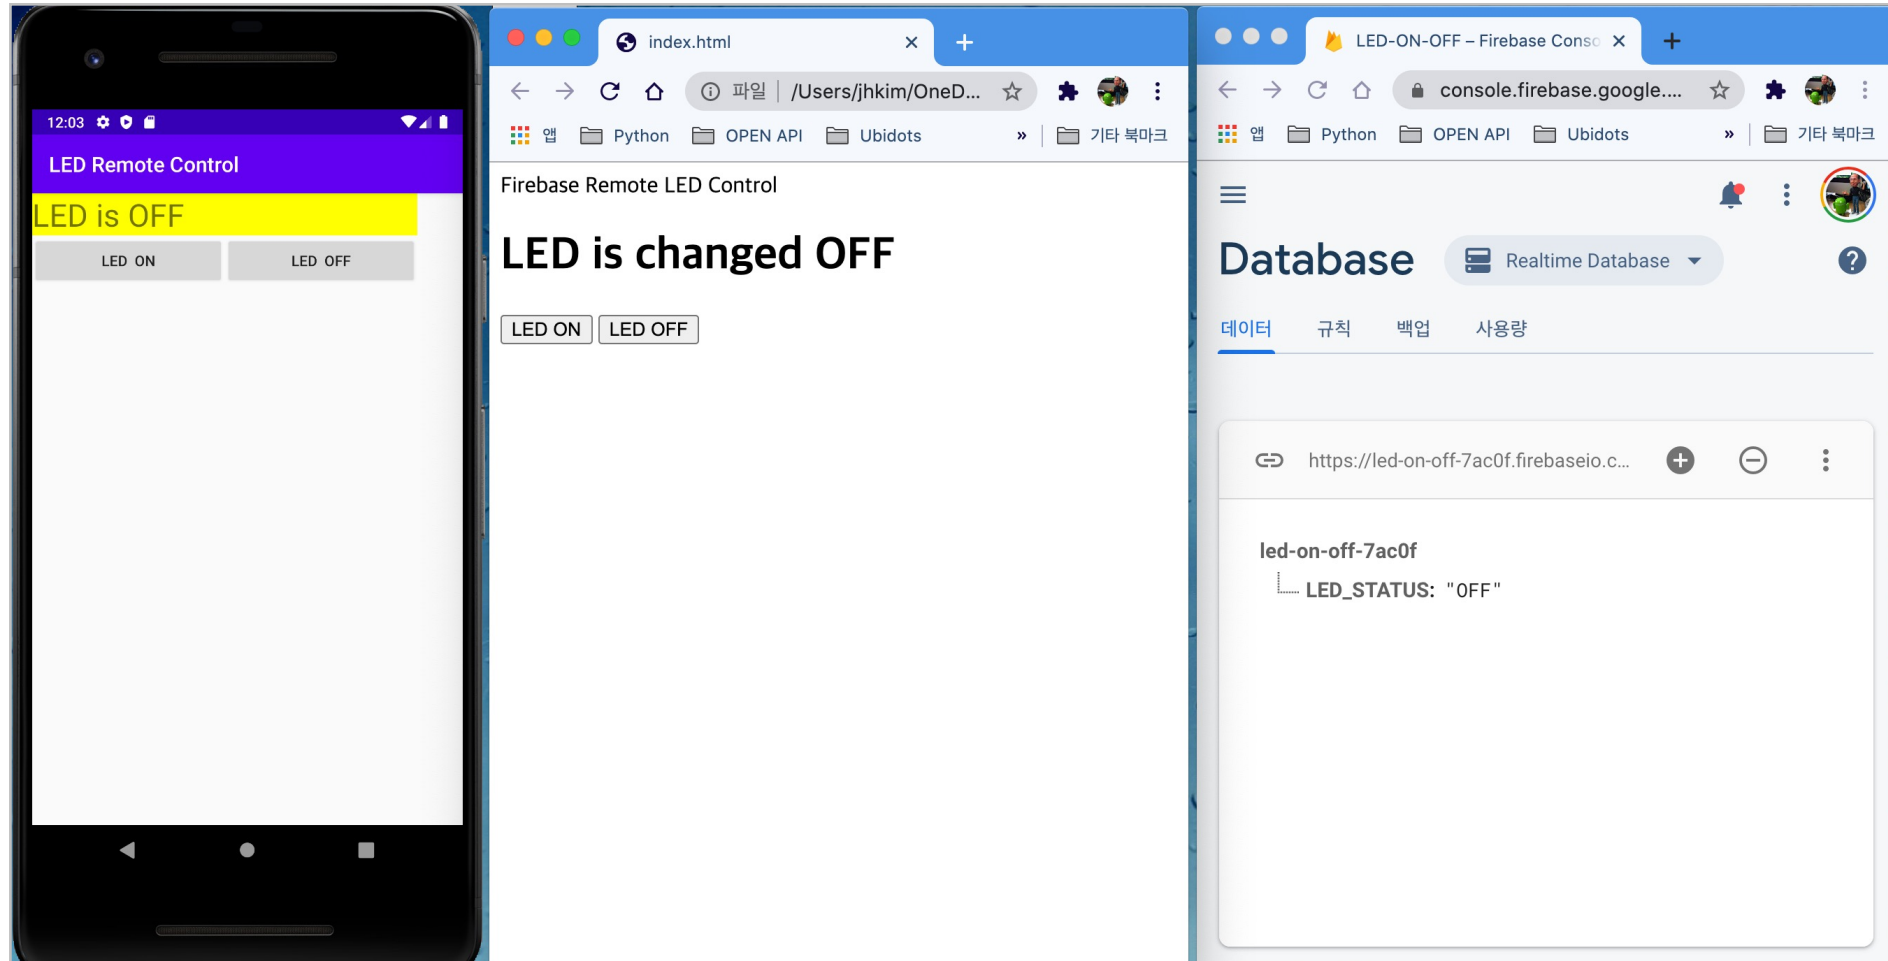 12:03
LED Remote Control
LED is OFF
LED ON LED OFF
index.html
파일 /Users/jhkim/OneD...
앱 Python OPEN API Ubidots » 기타 북마크
Firebase Remote LED Control
LED is changed OFF
LED ON LED OFF
LED-ON-OFF – Firebase Conso
console.firebase.google....
앱 Python OPEN API Ubidots » 기타 북마크
Database Realtime Database
데이터 규칙 백업 사용량
https://led-on-off-7ac0f.firebaseio.c...
led-on-off-7ac0f
LED_STATUS: "OFF"